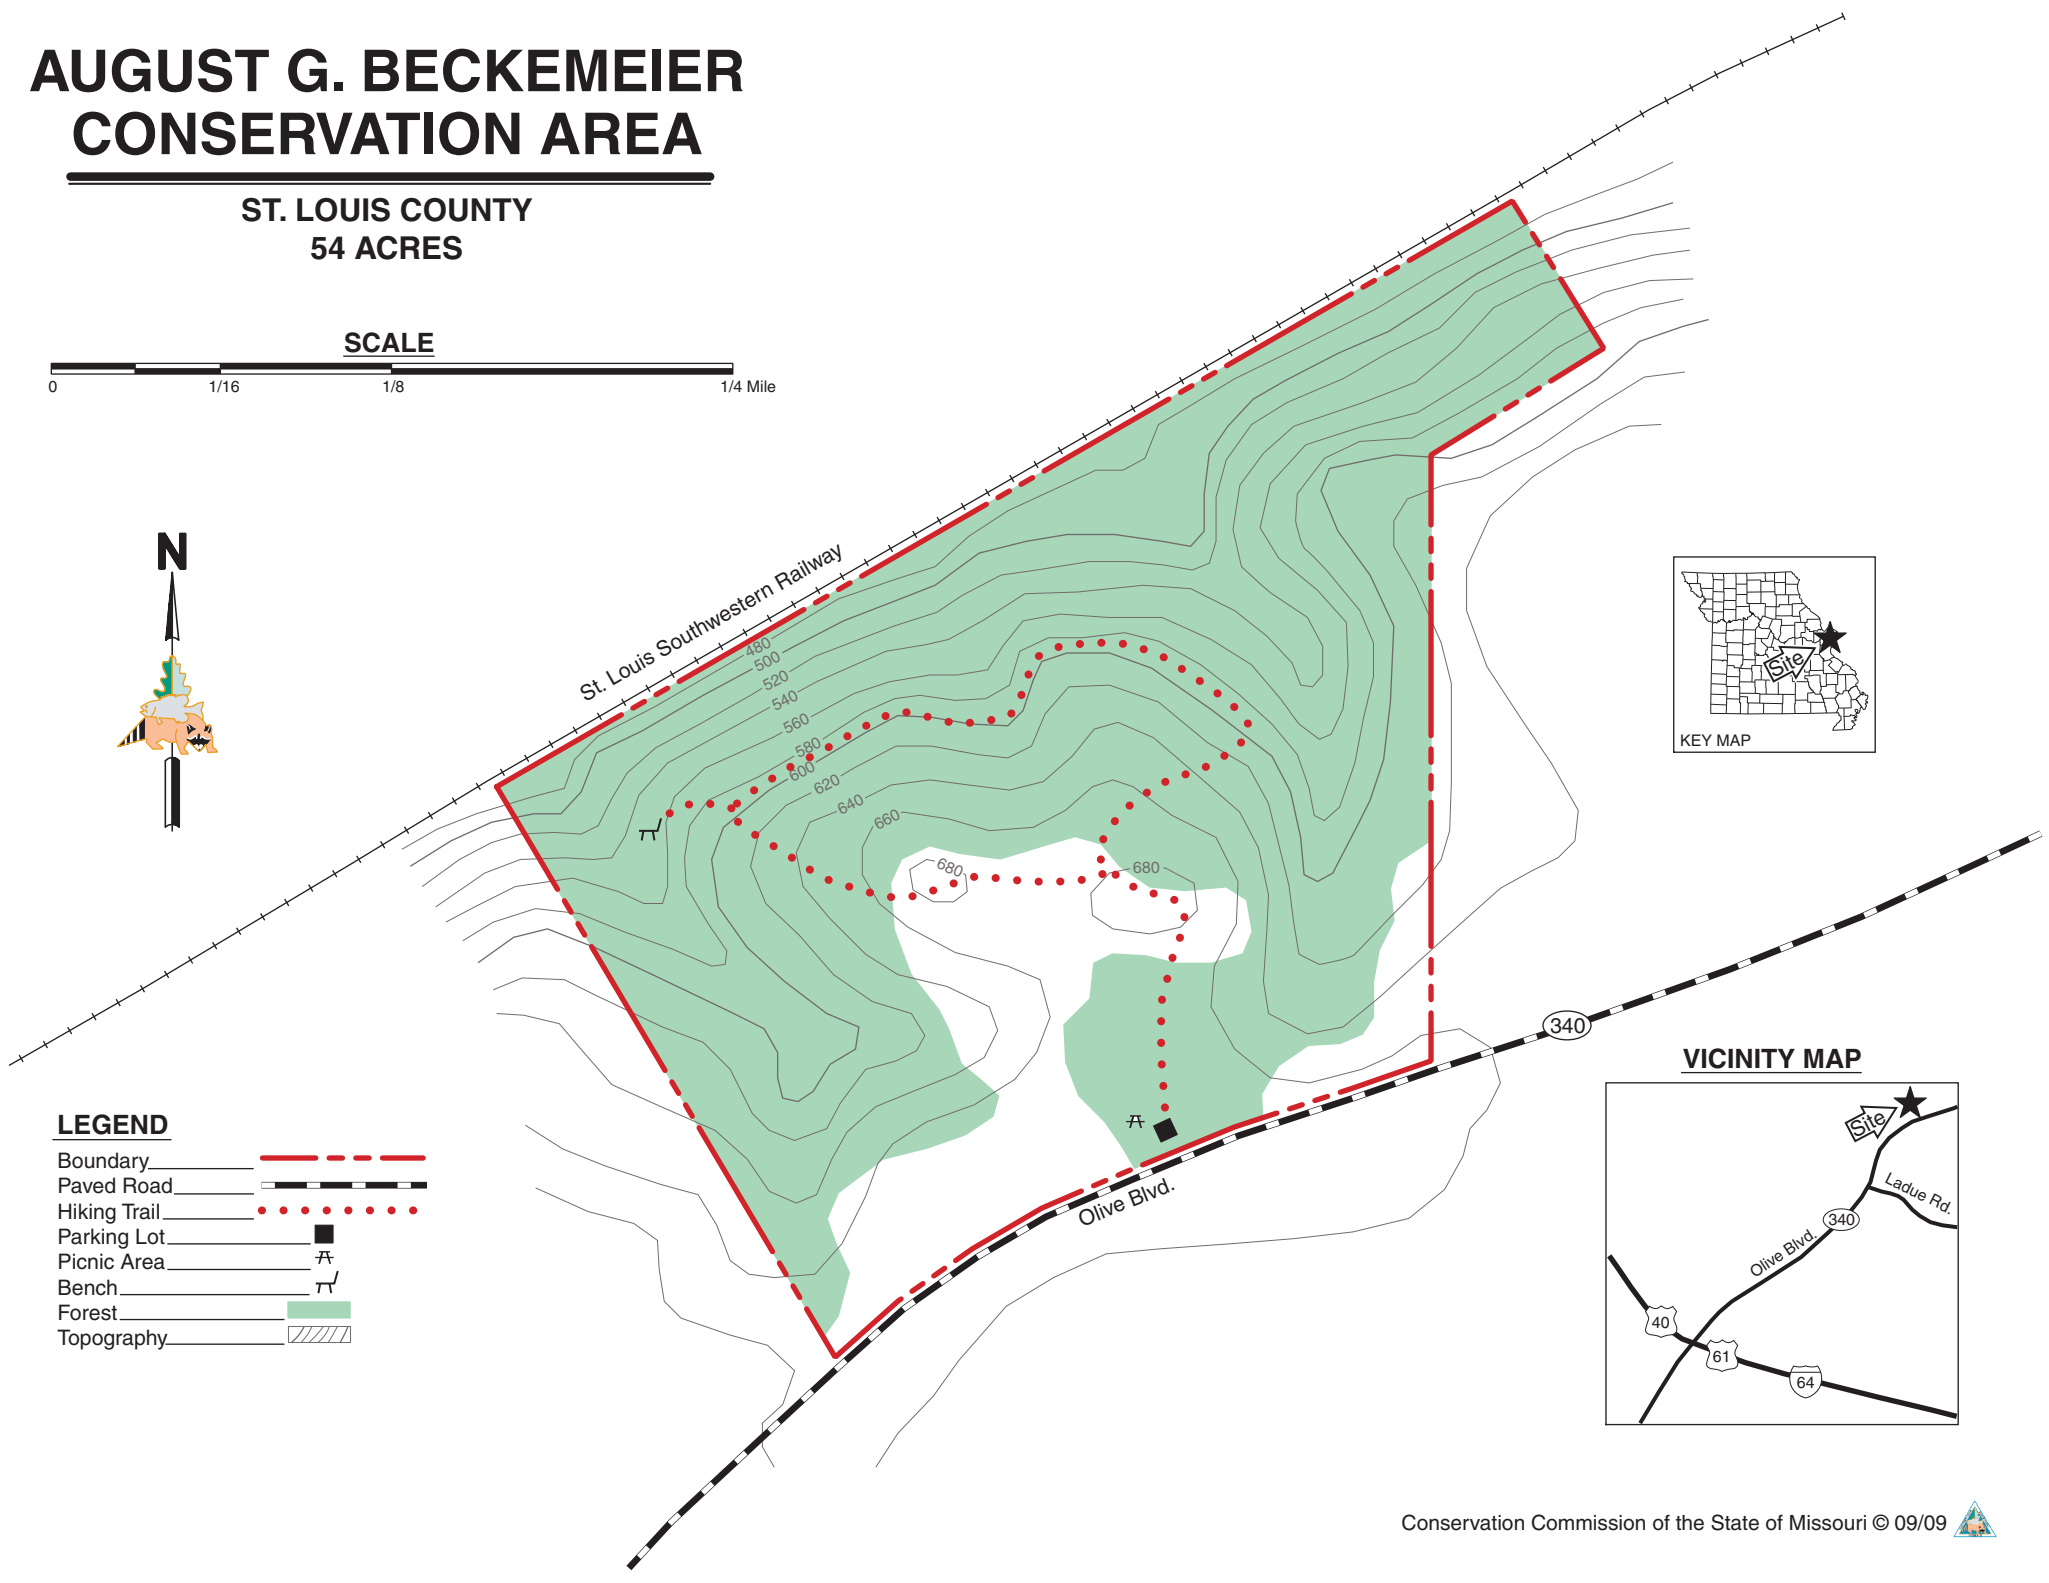 AUGUST G. BECKEMEIER
CONSERVATION AREA
ST. LOUIS COUNTY
54 ACRES
SCALE
0 1/16 1/8 1/4 Mile
N
St. Louis Southwestern Railway
480
500
520
540
560
580
600
620
640
660
680
680
Site
KEY MAP
340
Olive Blvd.
VICINITY MAP
Site
Ladue Rd.
340
Olive Blvd.
40
61
64
LEGEND
Boundary
Paved Road
Hiking Trail
Parking Lot
Picnic Area
Bench
Forest
Topography
Conservation Commission of the State of Missouri © 09/09